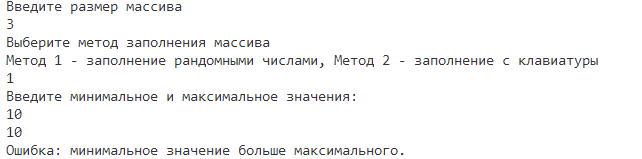 Введите размер массива
3
Выберите метод заполнения массива
Метод 1 - заполнение рандомными числами, Метод 2 - заполнение с клавиатуры
1
Введите минимальное и максимальное значения:
10
10
Ошибка: минимальное значение больше максимального.